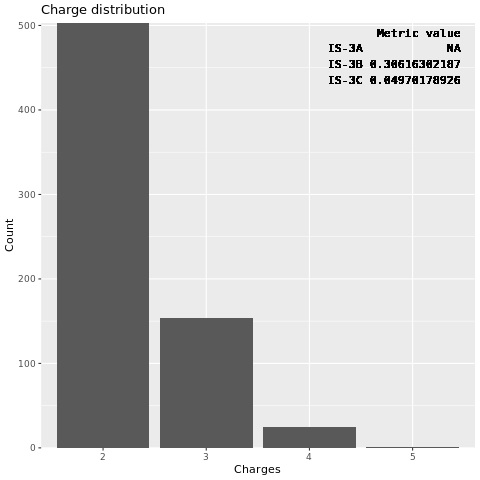 Charge distribution
Metric value
IS-3A NA
IS-3B 0.30616302187
IS-3C 0.04970178926
500
400
300
200
100
0
Count
2 3 4 5
Charges